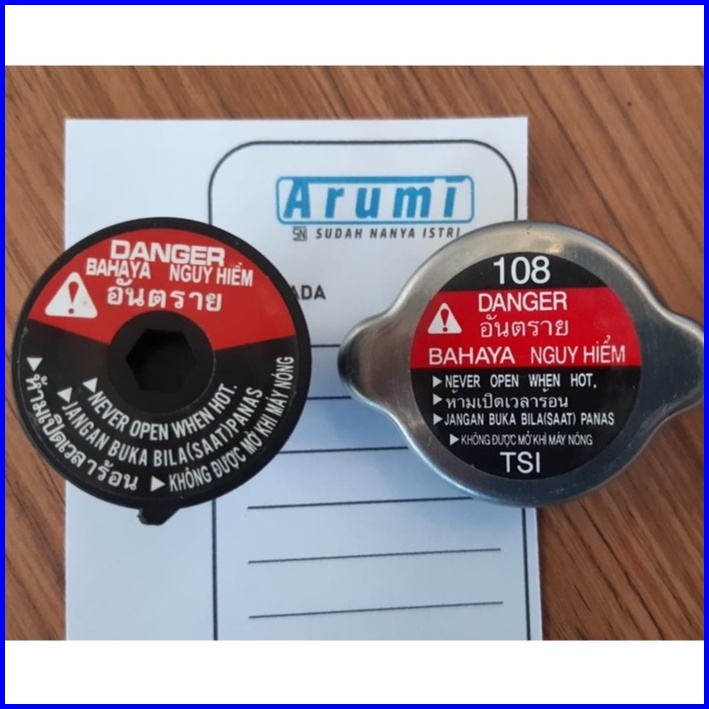 Arumi
SN SUDAH NANYA ISTRI
ADA
DANGER
BAHAYA NGUY HIỂM
อันตราย
▶NEVER OPEN WHEN HOT.
▶JANGAN BUKA BILA(SAAT)PANAS
▶KHÔNG ĐƯỢC MỞ KHI MÁY NÓNG
▶ห้ามเปิดเวลาร้อน
108
DANGER
อันตราย
BAHAYA NGUY HIỂM
▶NEVER OPEN WHEN HOT.
▶ห้ามเปิดเวลาร้อน
▶JANGAN BUKA BILA(SAAT) PANAS
▶KHÔNG ĐƯỢC MỞ KHI MÁY NÓNG
TSI